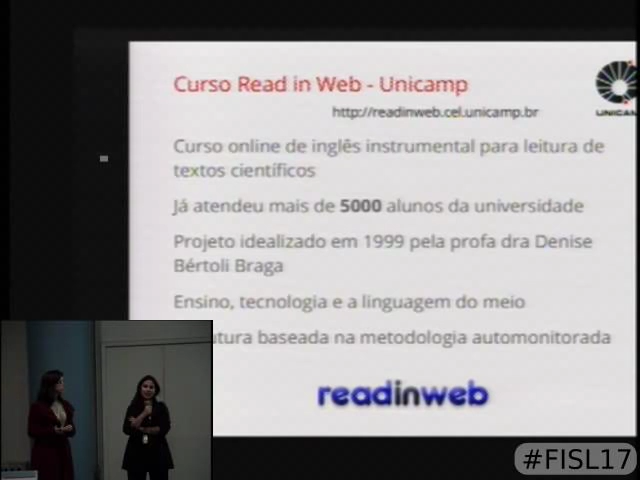 Curso Read in Web - Unicamp
http://readinweb.cel.unicamp.br
UNICAM
Curso online de inglês instrumental para leitura de
textos científicos
Já atendeu mais de 5000 alunos da universidade
Projeto idealizado em 1999 pela profa dra Denise
Bértoli Braga
Ensino, tecnologia e a linguagem do meio
utura baseada na metodologia automonitorada
readinweb
#FISL17